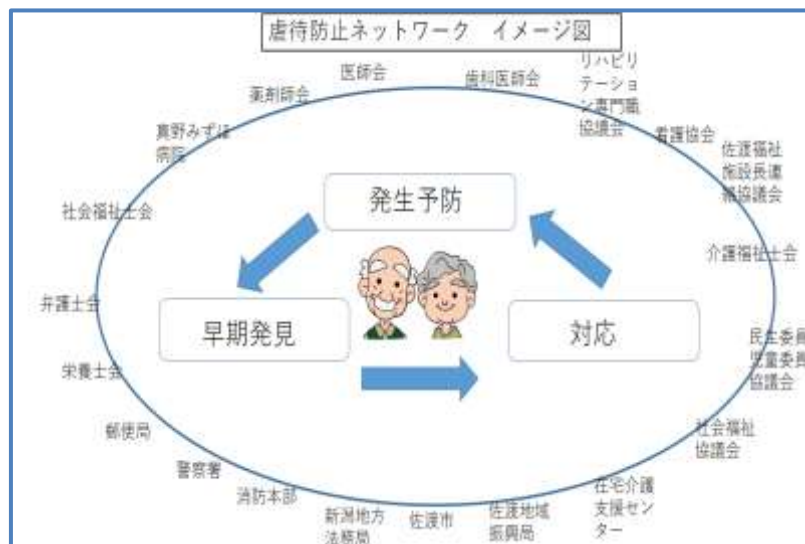 虐待防止ネットワーク　イメージ図
医師会
歯科医師会
リハビリ
テーショ
ン専門職
協議会
看護協会
佐渡福祉
施設長連
絡協議会
介護福祉士会
民生委員
児童委員
協議会
社会福祉
協議会
在宅介護
支援セン
ター
佐渡地域
振興局
佐渡市
新潟地方
法務局
消防本部
警察署
郵便局
栄養士会
弁護士会
社会福祉士会
真野みずほ
病院
薬剤師会
発生予防
早期発見
対応